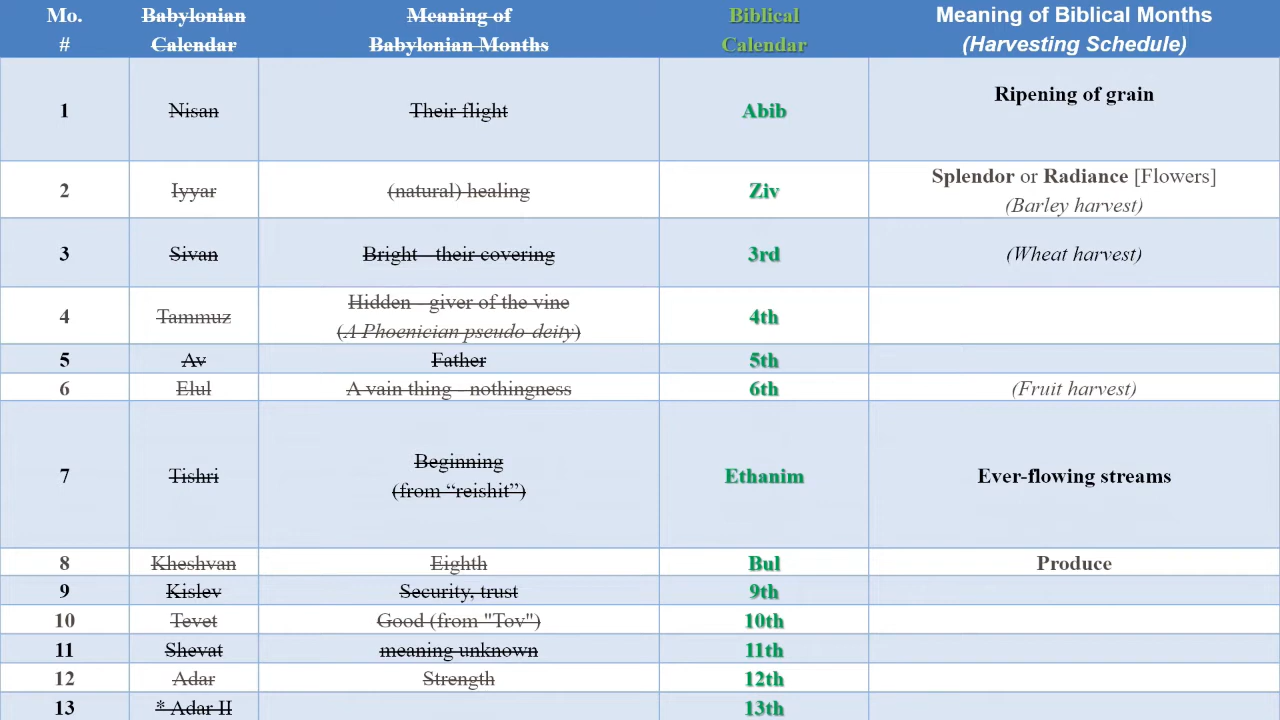 Mo. #
Babylonian Calendar
Meaning of Babylonian Months
Biblical Calendar
Meaning of Biblical Months (Harvesting Schedule)
1 Nisan Their flight Abib Ripening of grain
2 Iyyar (natural) healing Ziv Splendor or Radiance [Flowers]
(Barley harvest)
3 Sivan Bright - their covering 3rd (Wheat harvest)
4 Tammuz Hidden - giver of the vine 4th
(A Phoenician pseudo-deity)
5 Av Father 5th
6 Elul A vain thing - nothingness 6th (Fruit harvest)
7 Tishri Beginning Ethanim Ever-flowing streams
(from “reishit”)
8 Kheshvan Eighth Bul Produce
9 Kislev Security, trust 9th
10 Tevet Good (from "Tov") 10th
11 Shevat meaning unknown 11th
12 Adar Strength 12th
13 * Adar II 13th